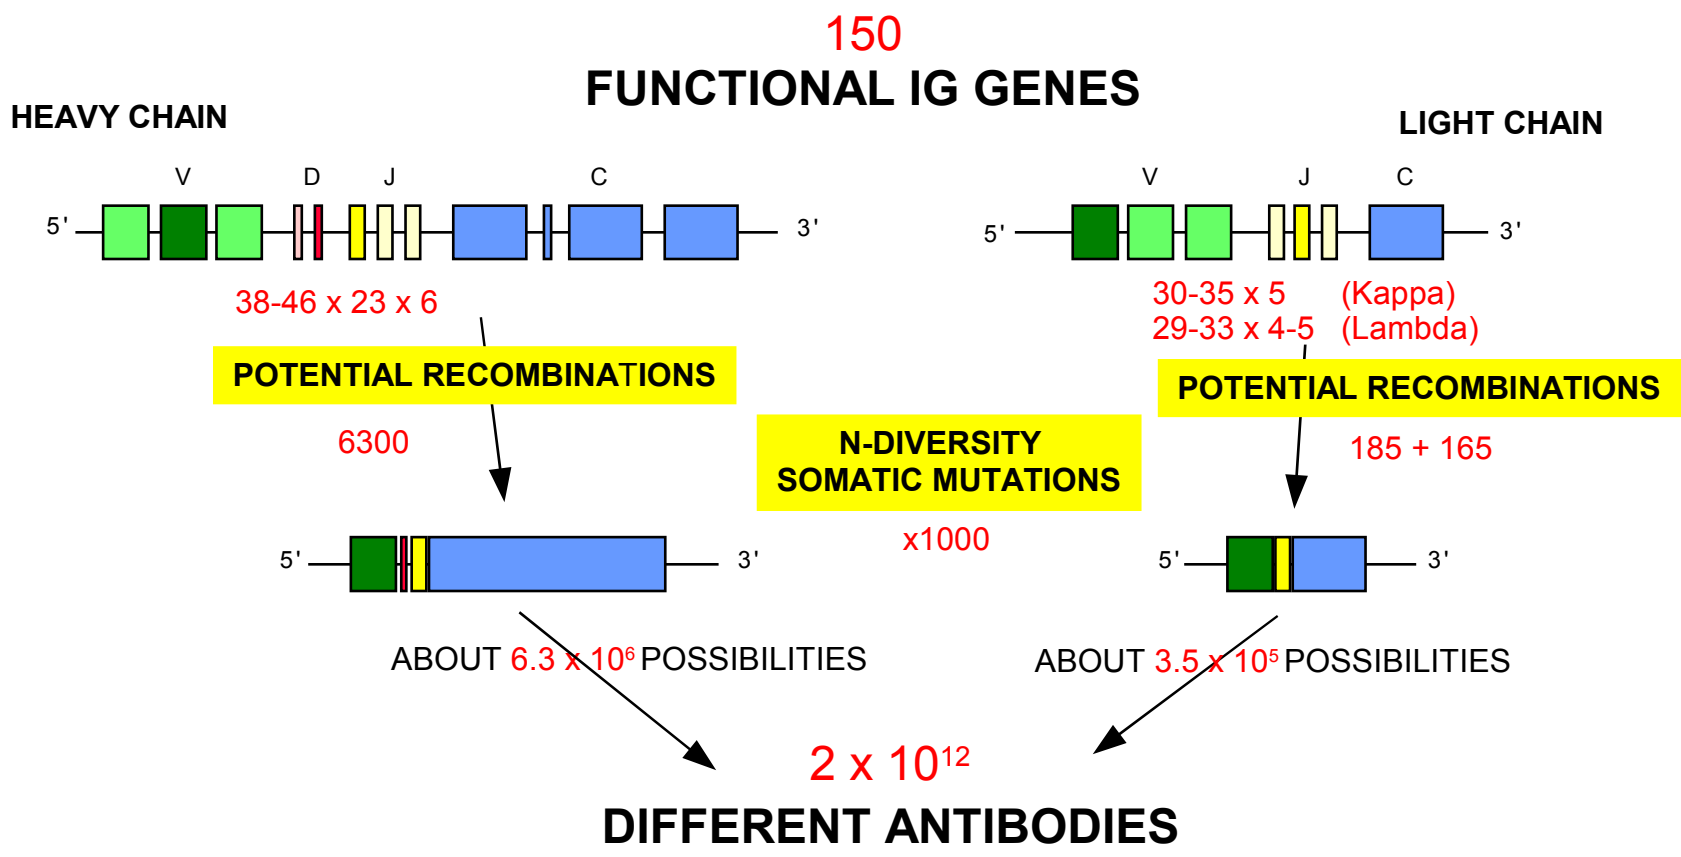 150
FUNCTIONAL IG GENES
HEAVY CHAIN
LIGHT CHAIN
V D J C
V J C
5' 3'
5' 3'
38-46 x 23 x 6
30-35 x 5 (Kappa)
29-33 x 4-5 (Lambda)
POTENTIAL RECOMBINATIONS
POTENTIAL RECOMBINATIONS
6300
N-DIVERSITY
SOMATIC MUTATIONS
185 + 165
x1000
5' 3'
5' 3'
ABOUT 6.3 x 10⁶ POSSIBILITIES
ABOUT 3.5 x 10⁵ POSSIBILITIES
2 x 10¹²
DIFFERENT ANTIBODIES